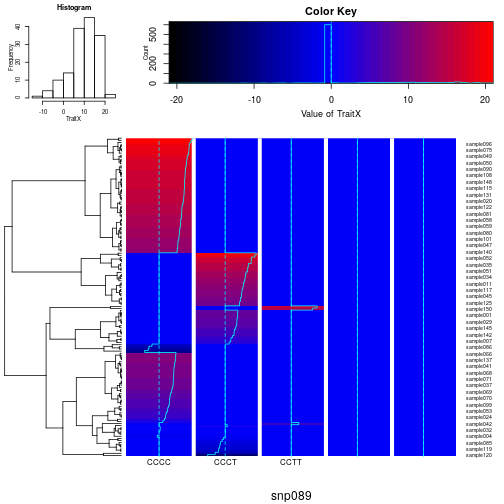 Histogram
Frequency
0 10 20 30 40
-10 0 10 20
TraitX
Color Key
Count
0 200 500
-20 -10 0 10 20
Value of TraitX
sample096
sample075
sample049
sample050
sample090
sample108
sample148
sample115
sample131
sample020
sample122
sample081
sample058
sample059
sample080
sample101
sample047
sample140
sample052
sample035
sample051
sample034
sample011
sample117
sample045
sample125
sample150
sample001
sample029
sample145
sample142
sample007
sample086
sample066
sample137
sample041
sample068
sample071
sample037
sample069
sample070
sample099
sample053
sample024
sample042
sample032
sample004
sample085
sample119
sample120
CCCC CCCT CCTT
snp089